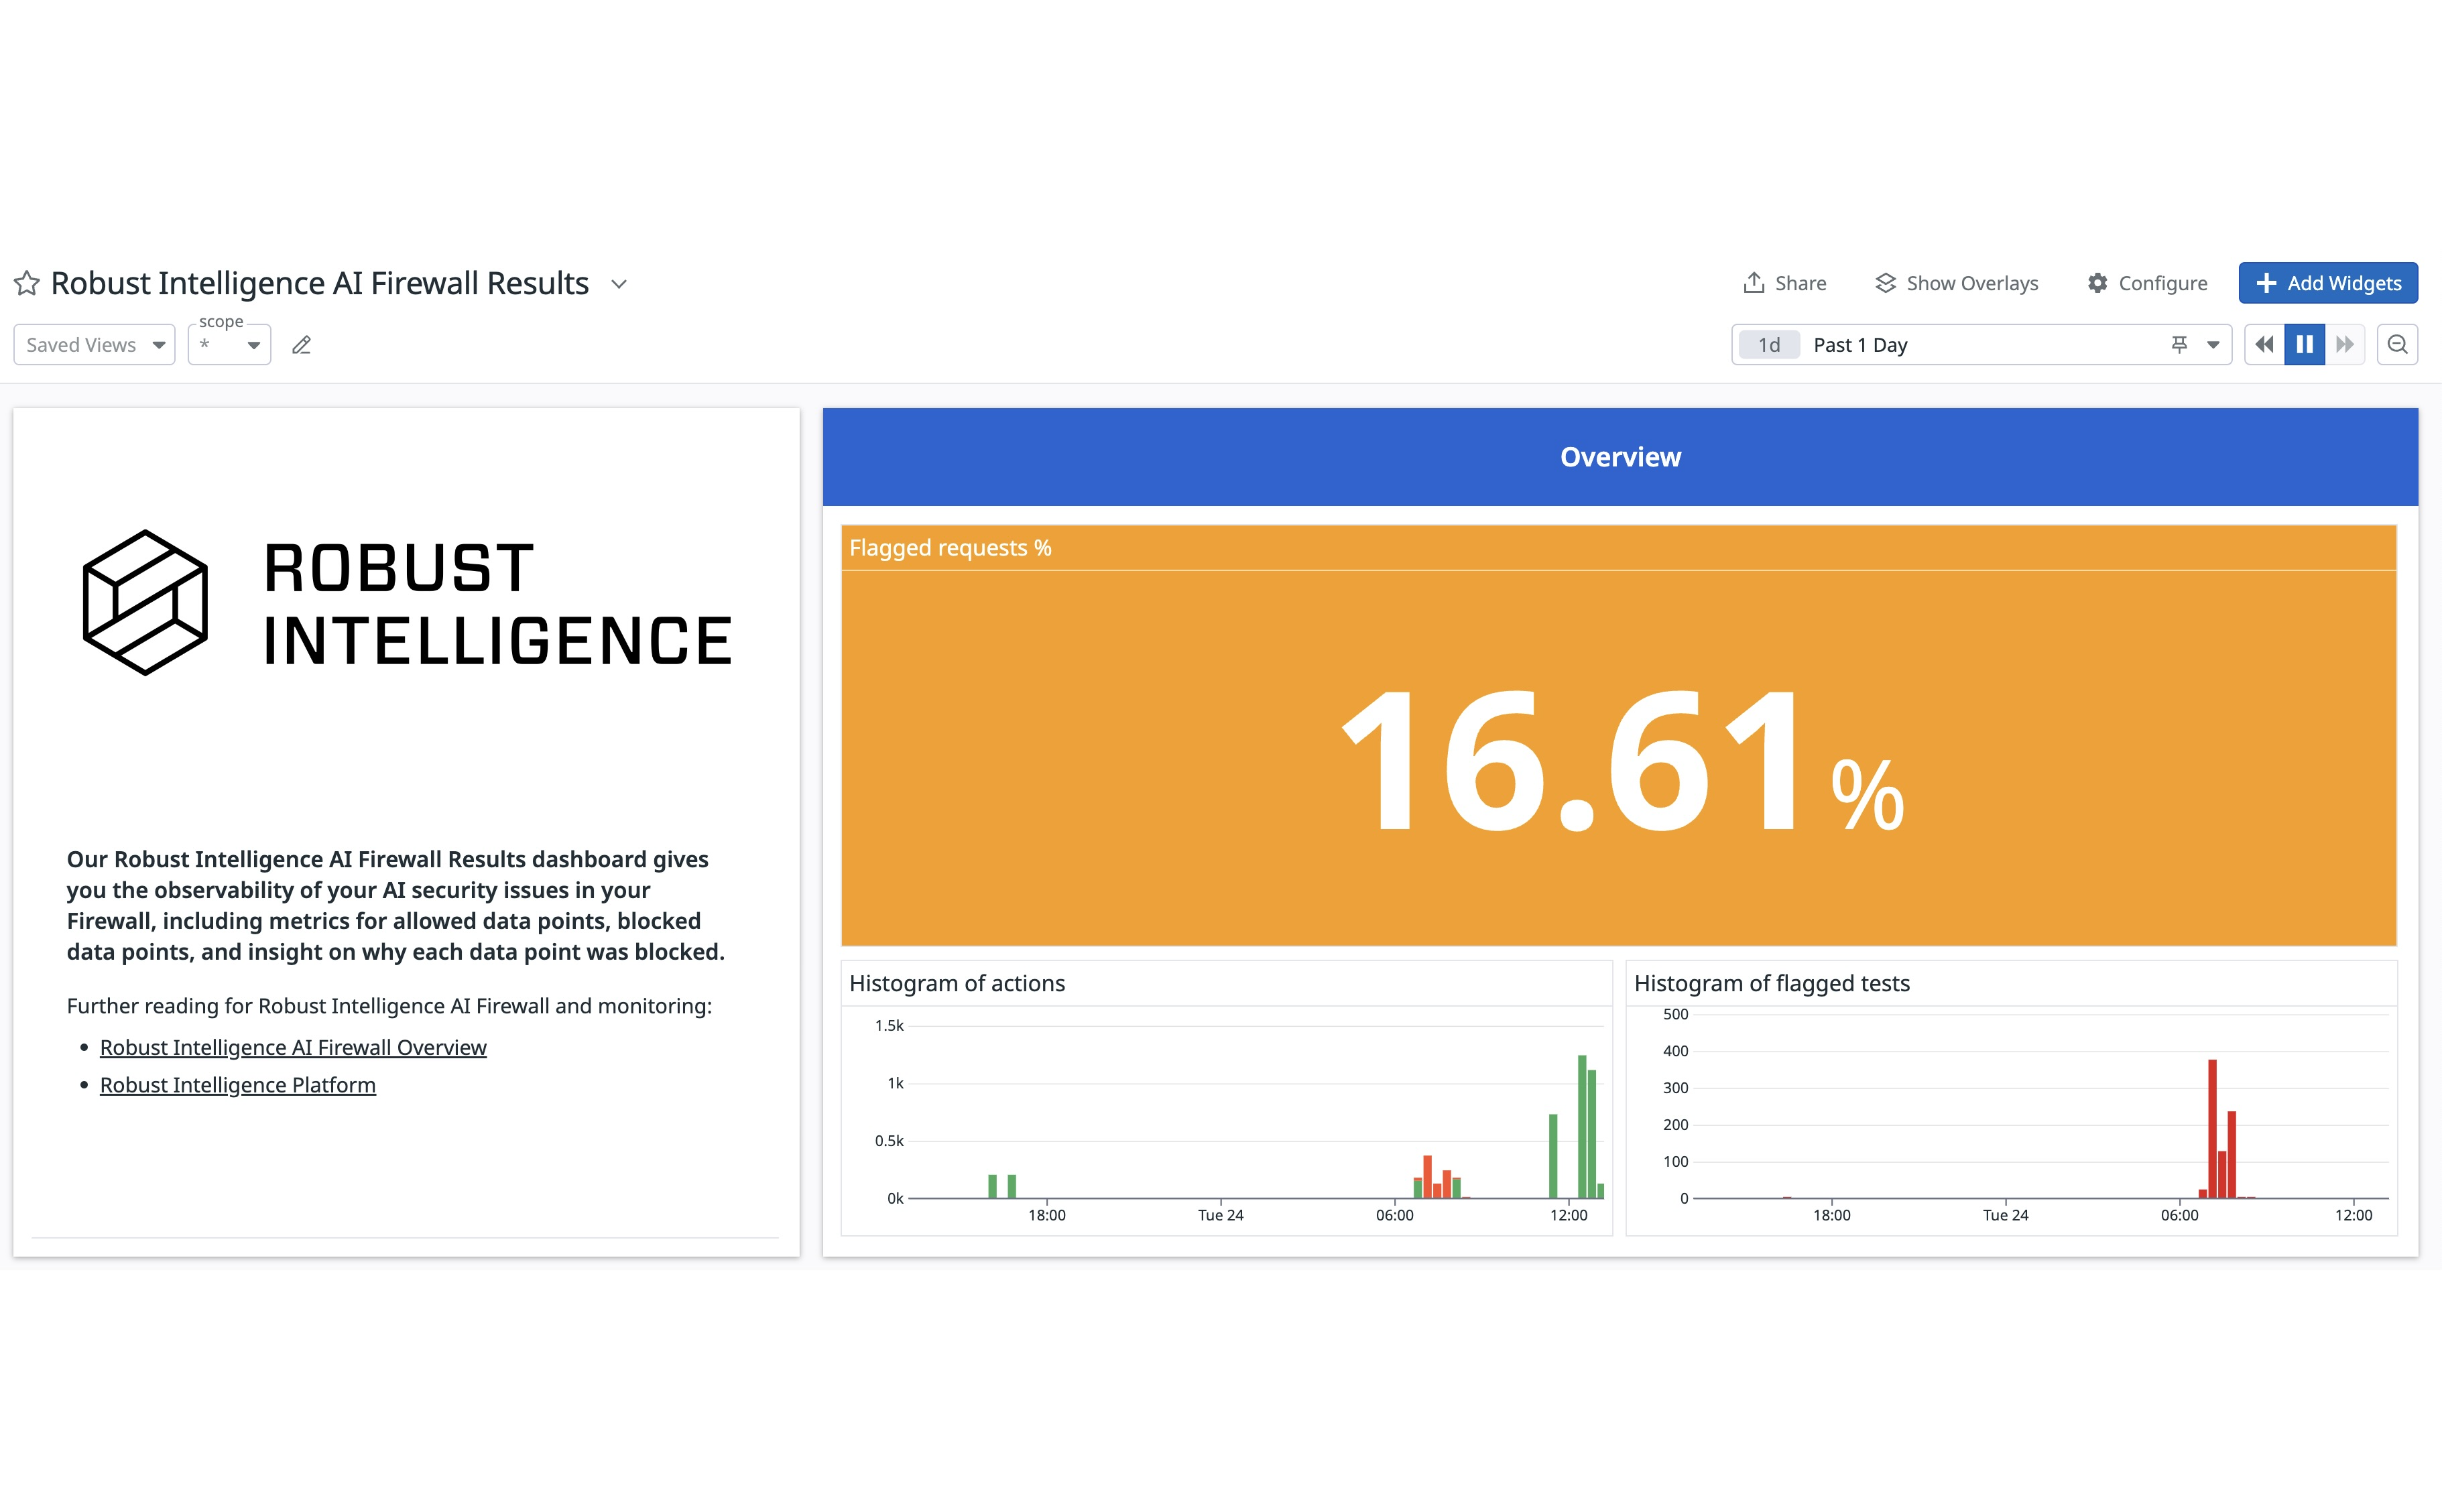 Robust Intelligence AI Firewall Results
Share
Show Overlays
Configure
Add Widgets
Saved Views
scope
*
1d
Past 1 Day
ROBUST
INTELLIGENCE
Our Robust Intelligence AI Firewall Results dashboard gives
you the observability of your AI security issues in your
Firewall, including metrics for allowed data points, blocked
data points, and insight on why each data point was blocked.
Further reading for Robust Intelligence AI Firewall and monitoring:
• Robust Intelligence AI Firewall Overview
• Robust Intelligence Platform
Overview
Flagged requests %
16.61%
Histogram of actions
1.5k
1k
0.5k
0k
18:00
Tue 24
06:00
12:00
Histogram of flagged tests
500
400
300
200
100
0
18:00
Tue 24
06:00
12:00